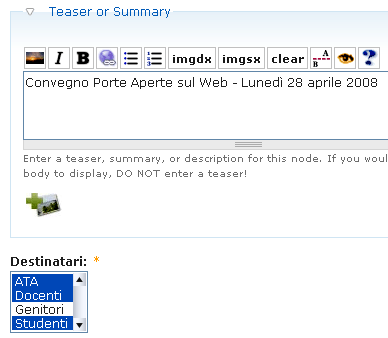 Teaser or Summary
I B imgdx imgsx clear A B ?
Convegno Porte Aperte sul Web - Lunedì 28 aprile 2008
Enter a teaser, summary, or description for this node. If you woul
body to display, DO NOT enter a teaser!
Destinatari: *
ATA
Docenti
Genitori
Studenti